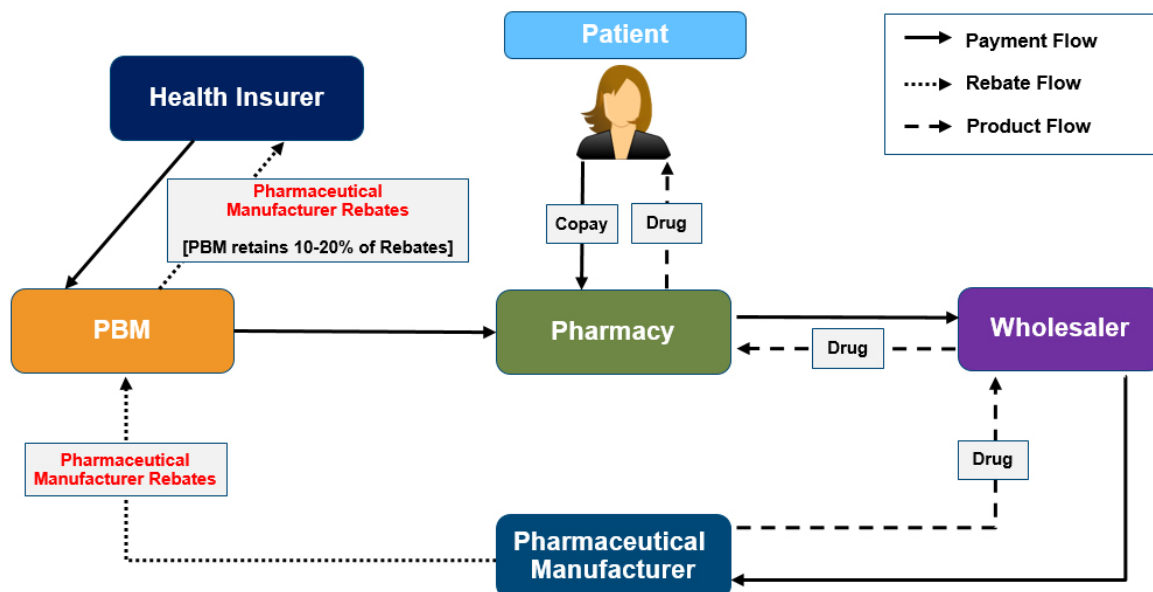 Patient
Payment Flow
Rebate Flow
Product Flow
Health Insurer
Pharmaceutical
Manufacturer Rebates
[PBM retains 10-20% of Rebates]
Copay
Drug
PBM
Pharmacy
Wholesaler
Drug
Pharmaceutical
Manufacturer Rebates
Drug
Pharmaceutical
Manufacturer